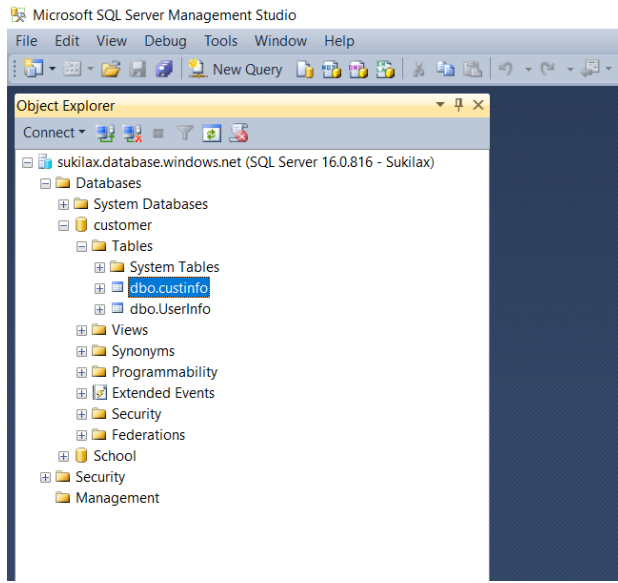 Microsoft SQL Server Management Studio
File Edit View Debug Tools Window Help
New Query
Object Explorer
Connect
sukilax.database.windows.net (SQL Server 16.0.816 - Sukilax)
Databases
System Databases
customer
Tables
System Tables
dbo.custinfo
dbo.UserInfo
Views
Synonyms
Programmability
Extended Events
Security
Federations
School
Security
Management